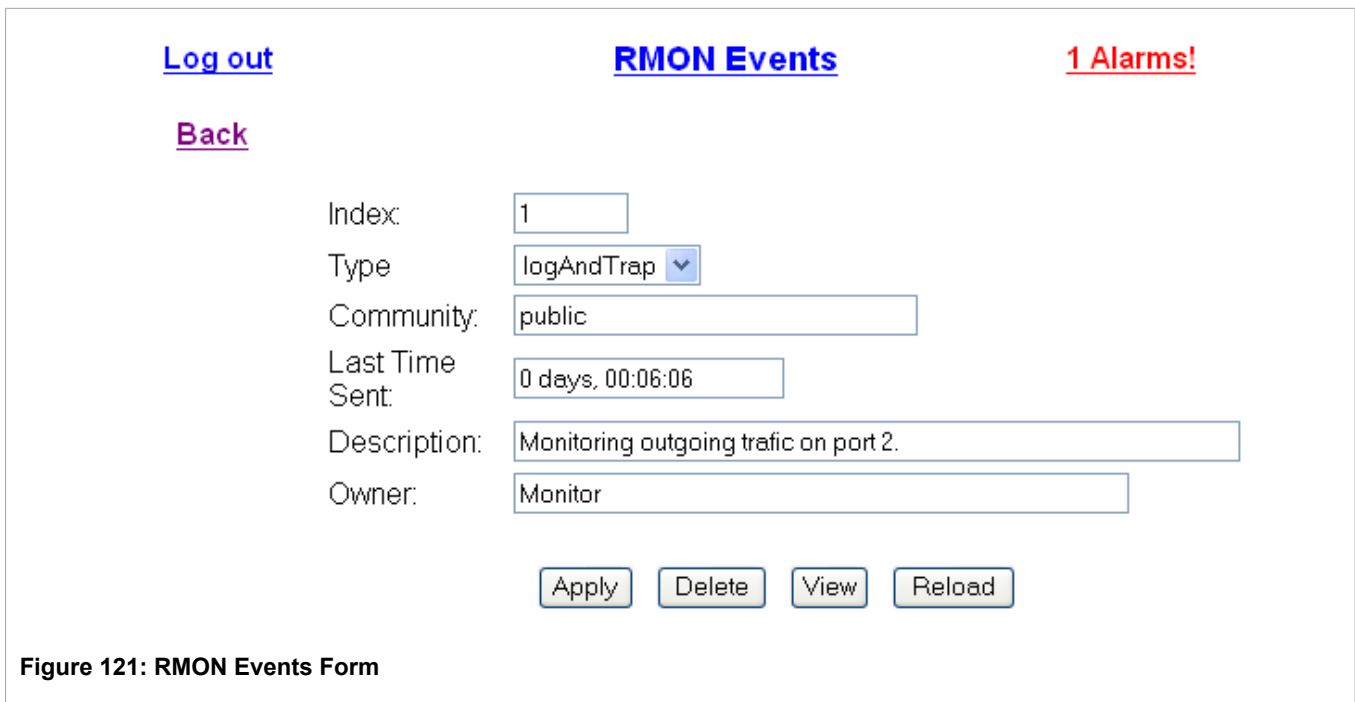 Log out RMON Events 1 Alarms!
Back
Index: 1
Type logAndTrap
Community: public
Last Time Sent: 0 days, 00:06:06
Description: Monitoring outgoing trafic on port 2.
Owner: Monitor
Apply Delete View Reload
Figure 121: RMON Events Form